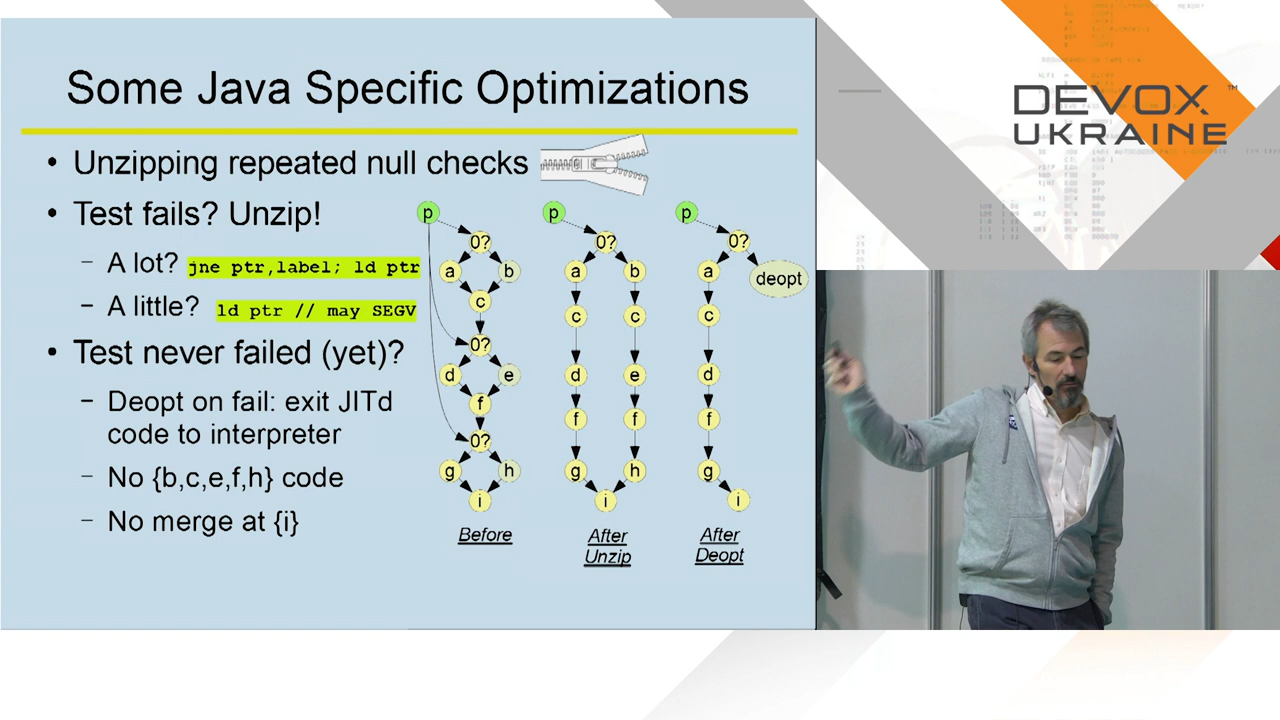 Some Java Specific Optimizations
• Unzipping repeated null checks
• Test fails? Unzip!
– A lot? jne ptr,label; ld ptr
– A little? ld ptr // may SEGV
• Test never failed (yet)?
– Deopt on fail: exit JITd
code to interpreter
– No {b,c,e,f,h} code
– No merge at {i}
p
0?
a b
c
0?
d e
f
0?
g h
i
Before
p
0?
a b
c c
d e
f f
g h
i
After
Unzip
p
0?
a deopt
c
d
f
g
i
After
Deopt
DEVOX™
UKRAINE